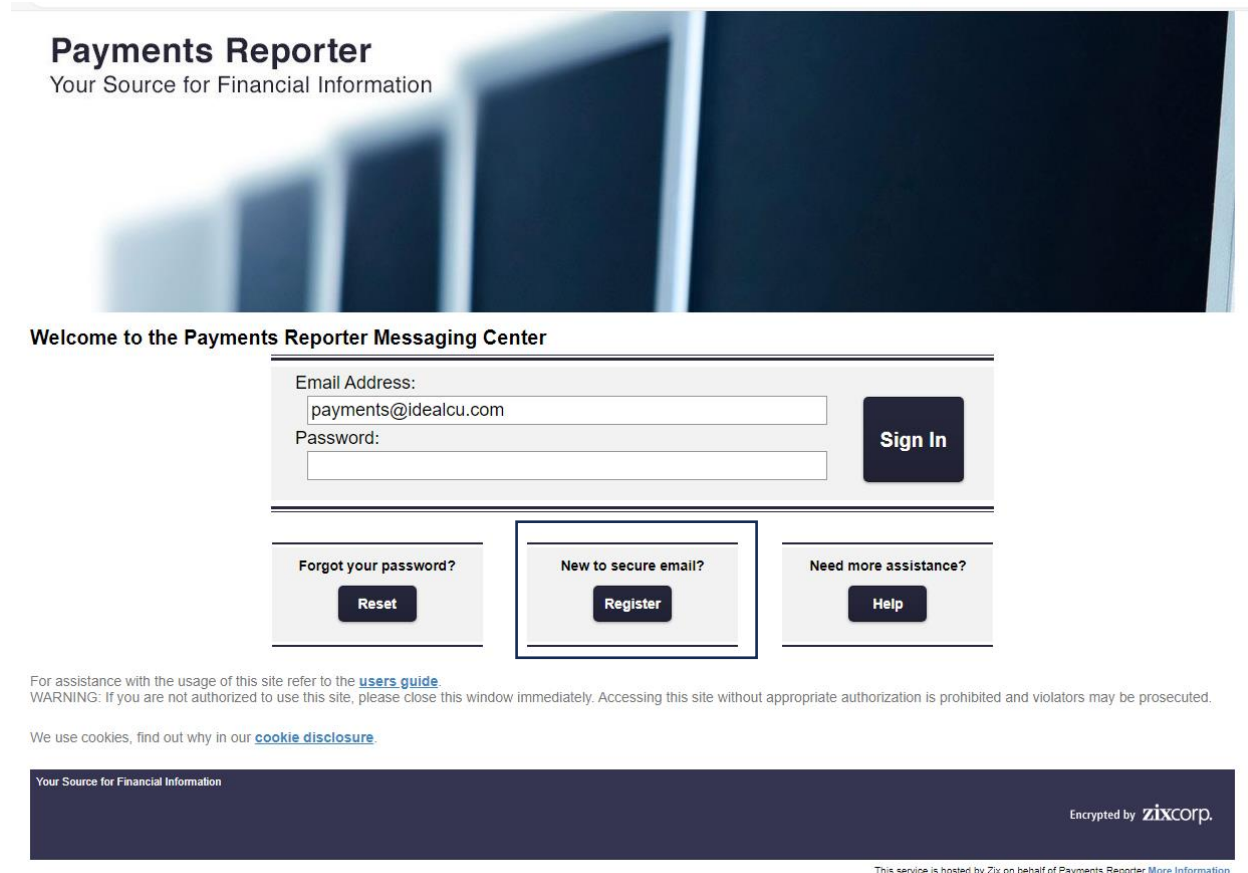 Payments Reporter
Your Source for Financial Information
Welcome to the Payments Reporter Messaging Center
Email Address:
payments@idealcu.com
Password:
Sign In
Forgot your password?
Reset
New to secure email?
Register
Need more assistance?
Help
For assistance with the usage of this site refer to the users guide.
WARNING: If you are not authorized to use this site, please close this window immediately. Accessing this site without appropriate authorization is prohibited and violators may be prosecuted.
We use cookies, find out why in our cookie disclosure.
Your Source for Financial Information
Encrypted by zixcorp.
This service is hosted by Zix on behalf of Payments Reporter More Information